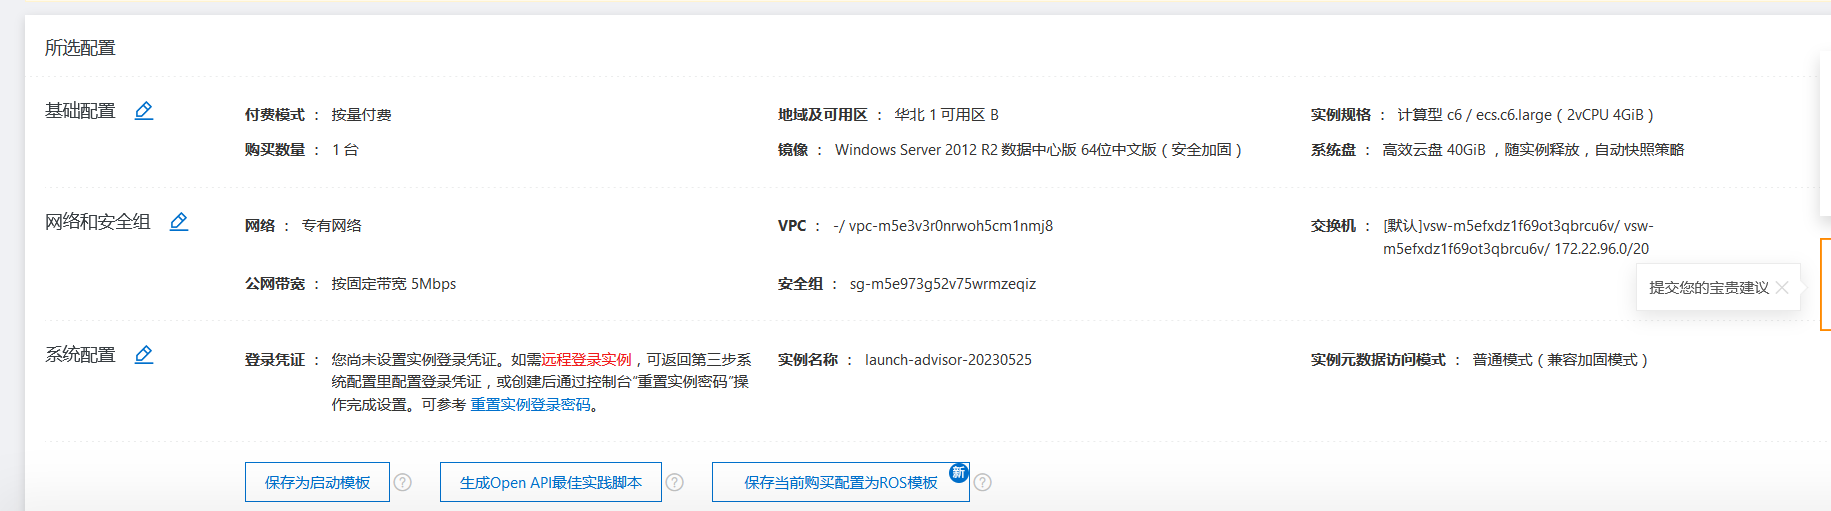 所选配置
基础配置
付费模式 ： 按量付费
地域及可用区 ： 华北 1 可用区 B
实例规格 ： 计算型 c6 / ecs.c6.large ( 2vCPU 4GiB )
购买数量 ： 1 台
镜像 ： Windows Server 2012 R2 数据中心版 64位中文版 ( 安全加固 )
系统盘 ： 高效云盘 40GiB ，随实例释放，自动快照策略
网络和安全组
网络 ： 专有网络
VPC ： -/ vpc-m5e3v3r0nrwoh5cm1nmj8
交换机 ： [默认]vsw-m5efxdz1f69ot3qbrcu6v/ vsw-
m5efxdz1f69ot3qbrcu6v/ 172.22.96.0/20
公网带宽 ： 按固定带宽 5Mbps
安全组 ： sg-m5e973g52v75wrmzeqiz
提交您的宝贵建议
系统配置
登录凭证 ： 您尚未设置实例登录凭证。如需远程登录实例，可返回第三步系
统配置里配置登录凭证，或创建后通过控制台“重置实例密码”操
作完成设置。可参考 重置实例登录密码。
实例名称 ： launch-advisor-20230525
实例元数据访问模式 ： 普通模式 ( 兼容加固模式 )
保存为启动模板 ?
生成Open API最佳实践脚本 ?
保存当前购买配置为ROS模板 新 ?